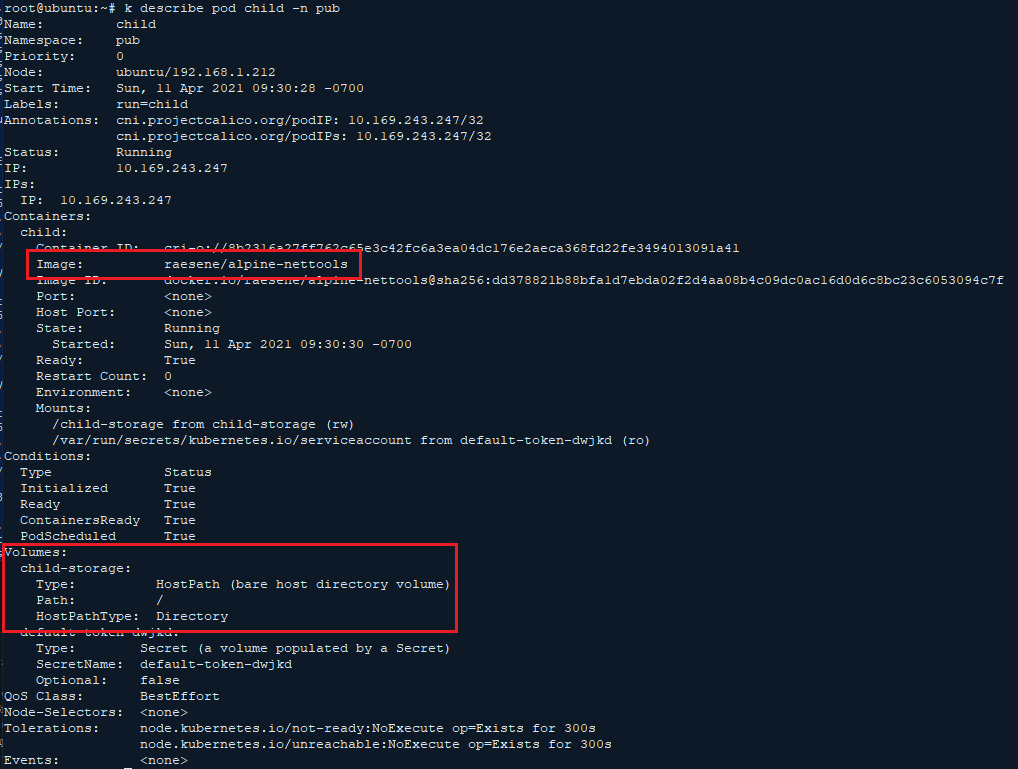 root@ubuntu:~# k describe pod child -n pub
Name: child
Namespace: pub
Priority: 0
Node: ubuntu/192.168.1.212
Start Time: Sun, 11 Apr 2021 09:30:28 -0700
Labels: run=child
Annotations: cni.projectcalico.org/podIP: 10.169.243.247/32
cni.projectcalico.org/podIPs: 10.169.243.247/32
Status: Running
IP: 10.169.243.247
IPs:
IP: 10.169.243.247
Containers:
child:
Container ID: cri-o://8b2316a27ff762c65e3c42fc6a3ea04dc176e2aeca368fd22fe3494013091a41
Image: raesene/alpine-nettools
Image ID: docker.io/raesene/alpine-nettools@sha256:dd378821b88bfa1d7ebda02f2d4aa08b4c09dc0ac16d0d6c8bc23c6053094c7f
Port: <none>
Host Port: <none>
State: Running
Started: Sun, 11 Apr 2021 09:30:30 -0700
Ready: True
Restart Count: 0
Environment: <none>
Mounts:
/child-storage from child-storage (rw)
/var/run/secrets/kubernetes.io/serviceaccount from default-token-dwjkd (ro)
Conditions:
Type Status
Initialized True
Ready True
ContainersReady True
PodScheduled True
Volumes:
child-storage:
Type: HostPath (bare host directory volume)
Path: /
HostPathType: Directory
default-token-dwjkd:
Type: Secret (a volume populated by a Secret)
SecretName: default-token-dwjkd
Optional: false
QoS Class: BestEffort
Node-Selectors: <none>
Tolerations: node.kubernetes.io/not-ready:NoExecute op=Exists for 300s
node.kubernetes.io/unreachable:NoExecute op=Exists for 300s
Events: <none>